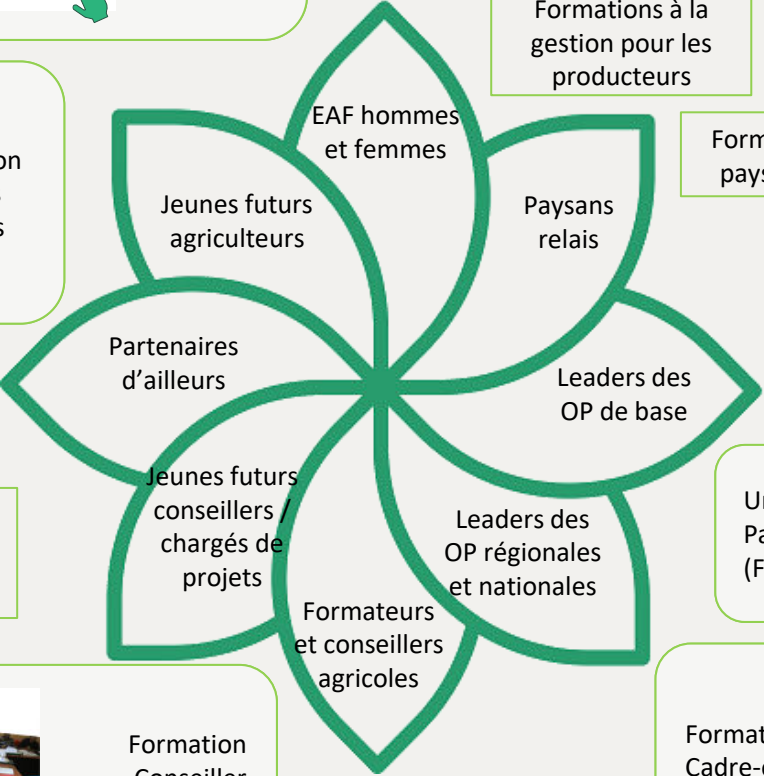 Formations à la
gestion pour les
producteurs
EAF hommes
et femmes
Jeunes futurs
agriculteurs
Paysans
relais
Partenaires
d'ailleurs
Leaders des
OP de base
Jeunes futurs
conseillers /
chargés de
projets
Leaders des
OP régionales
et nationales
Formateurs
et conseillers
agricoles
Formation
Conseiller